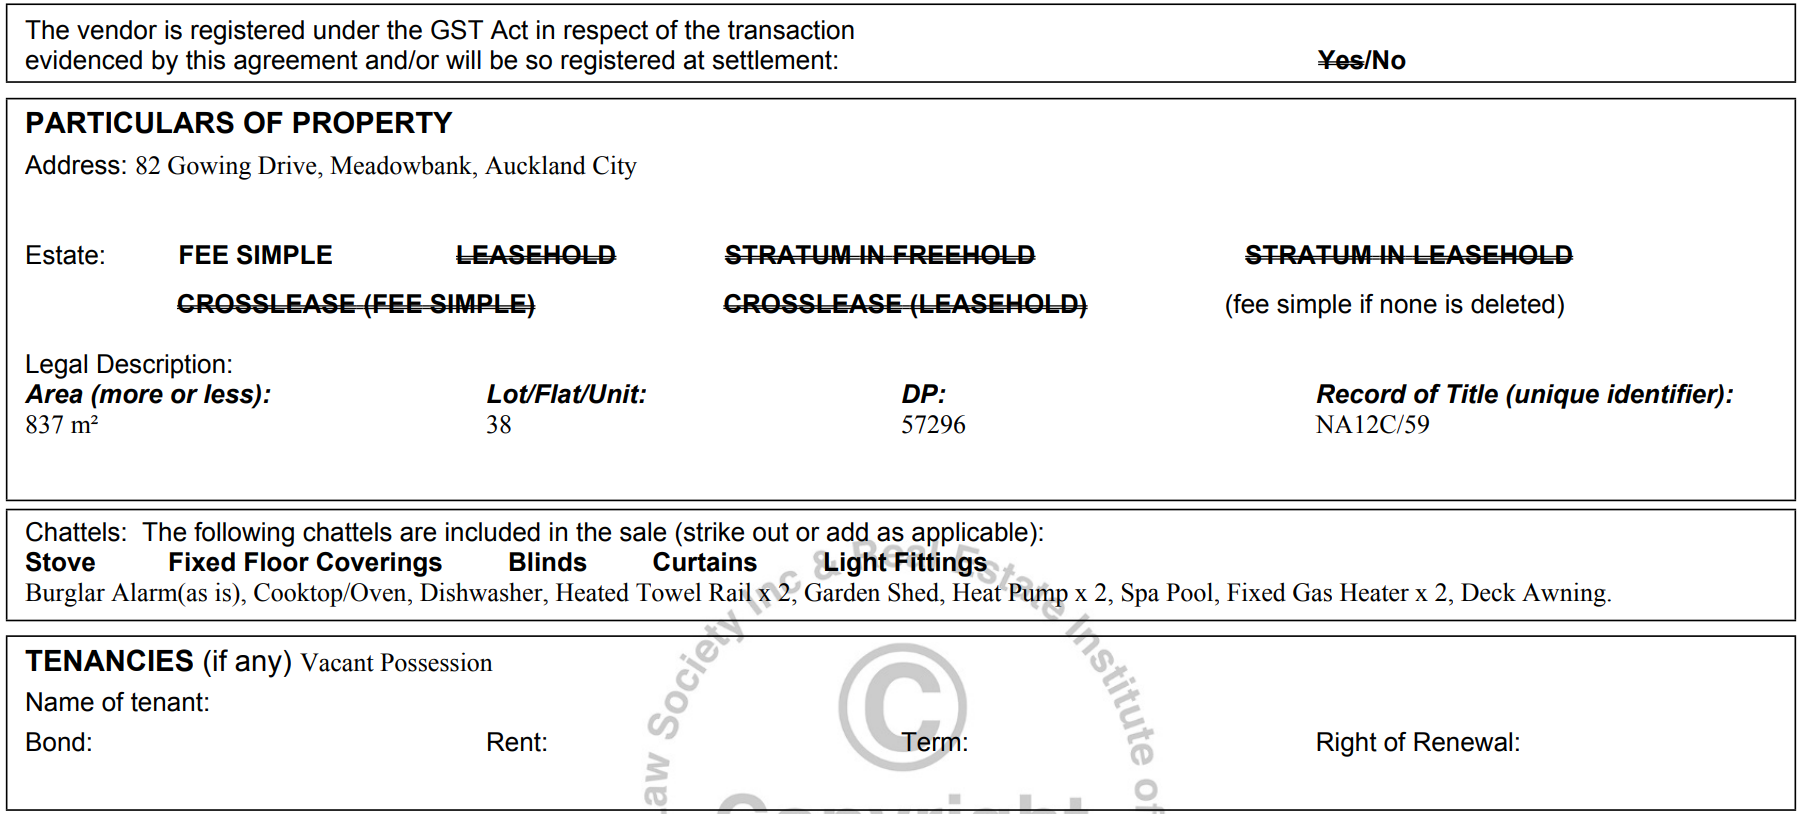 The vendor is registered under the GST Act in respect of the transaction
evidenced by this agreement and/or will be so registered at settlement: Yes/No
PARTICULARS OF PROPERTY
Address: 82 Gowing Drive, Meadowbank, Auckland City
Estate: FEE SIMPLE LEASEHOLD STRATUM IN FREEHOLD STRATUM IN LEASEHOLD
CROSSLEASE (FEE SIMPLE) CROSSLEASE (LEASEHOLD) (fee simple if none is deleted)
Legal Description:
Area (more or less): Lot/Flat/Unit: DP: Record of Title (unique identifier):
837 m² 38 57296 NA12C/59
Chattels: The following chattels are included in the sale (strike out or add as applicable):
Stove Fixed Floor Coverings Blinds Curtains Light Fittings
Burglar Alarm(as is), Cooktop/Oven, Dishwasher, Heated Towel Rail x 2, Garden Shed, Heat Pump x 2, Spa Pool, Fixed Gas Heater x 2, Deck Awning.
TENANCIES (if any) Vacant Possession
Name of tenant:
Bond: Rent: Term: Right of Renewal:
aw Society Inc & Real Estate Institute of
©
Copyright